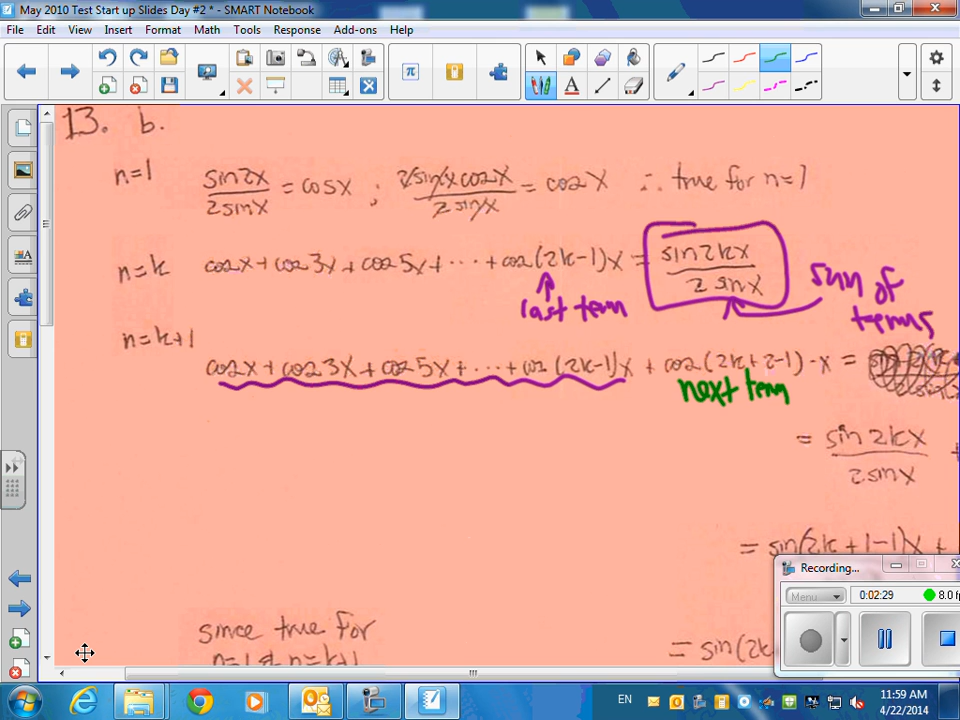 May 2010 Test Start up Slides Day #2 * - SMART Notebook
File Edit View Insert Format Math Tools Response Add-ons Help
13. b.
n=1 sin2x/2sinx = cosx ; 2sinx cosx/2sinx = cosx ∴ true for n=1
n=k cosx + cos3x + cos5x + ... + cos(2k-1)x = sin2kx/2sinx
sum of terms
last term
n=k+1
cosx + cos3x + cos5x + ... + cos(2k-1)x + cos(2k+2-1)·x =
next term
= sin2kx/2sinx +
= sin(2k+1-1)x +
Recording...
Menu 0:02:29 8.0 f
since true for
n=1 & n=k+1
= sin(2k
EN 11:59 AM
4/22/2014